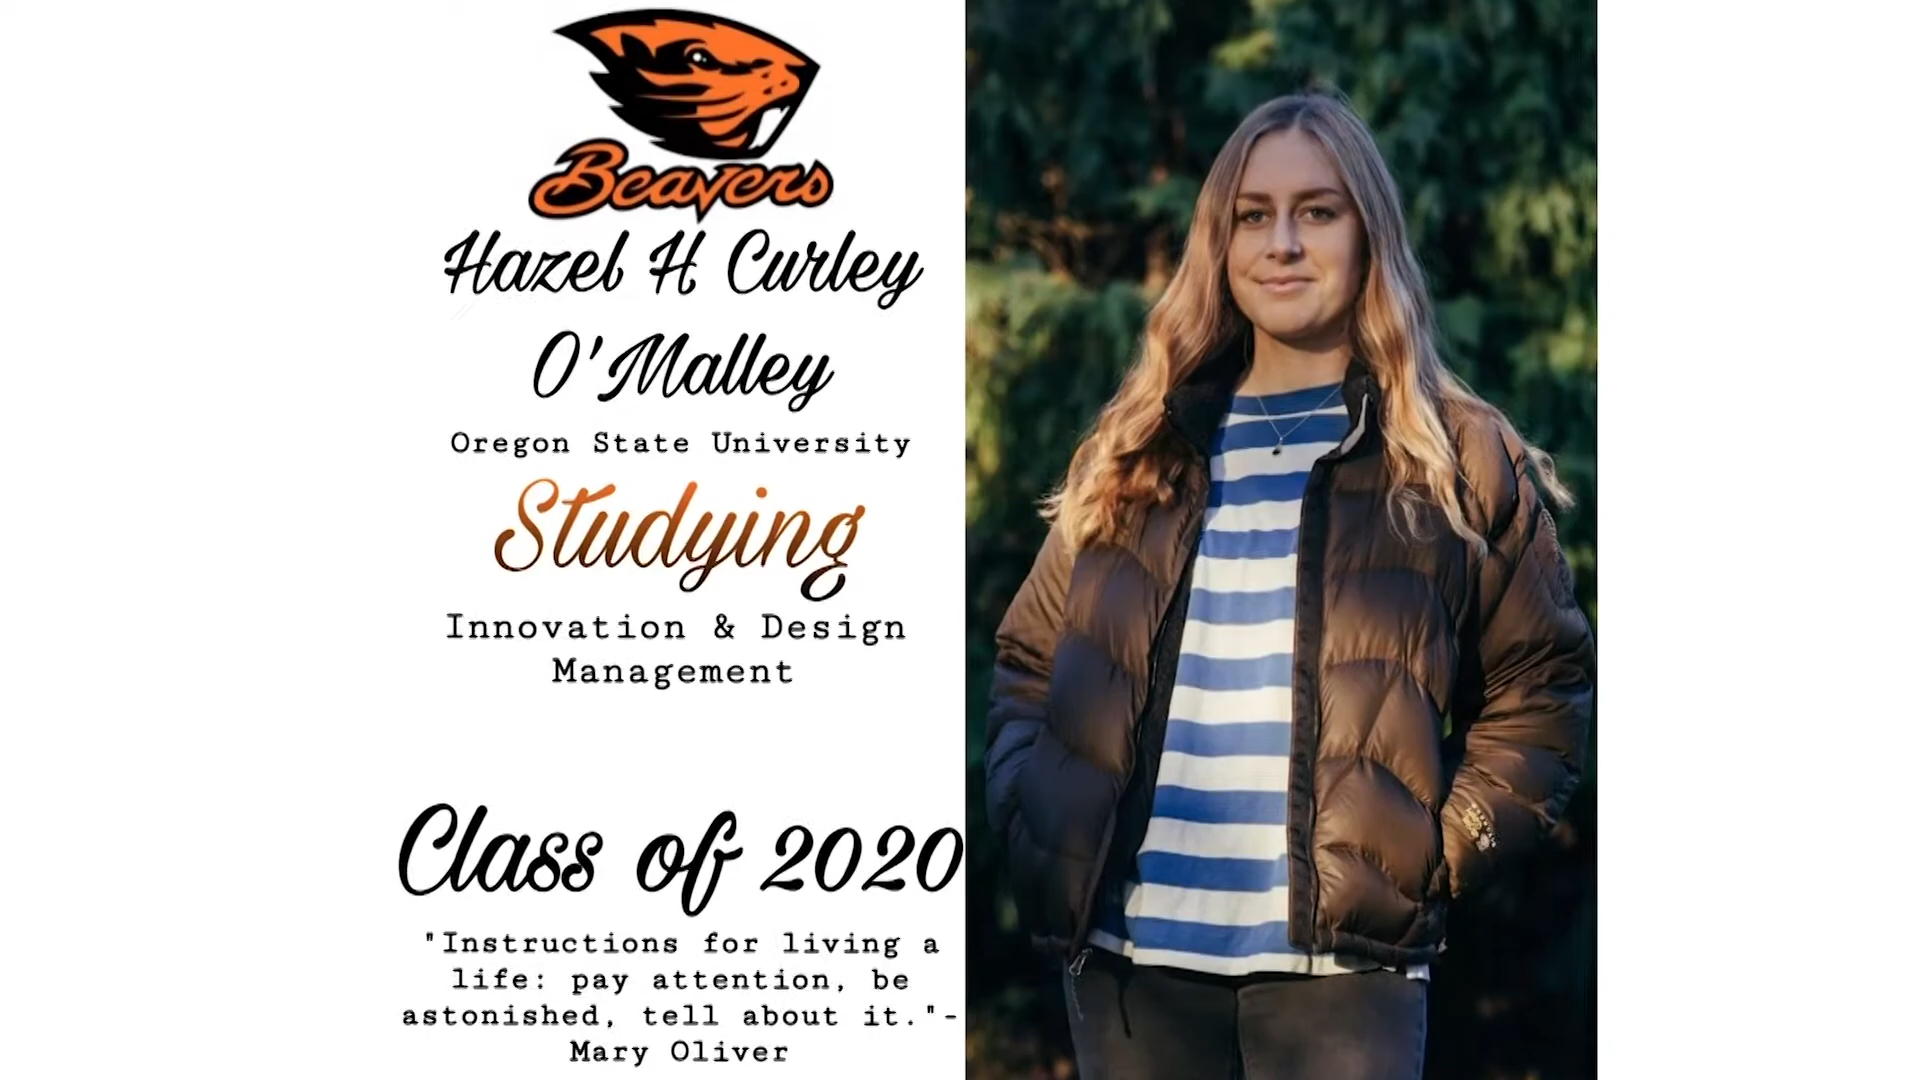 Beavers
Hazel H Curley
O'Malley
Oregon State University
Studying
Innovation & Design
Management
Class of 2020
"Instructions for living a
life: pay attention, be
astonished, tell about it."-
Mary Oliver